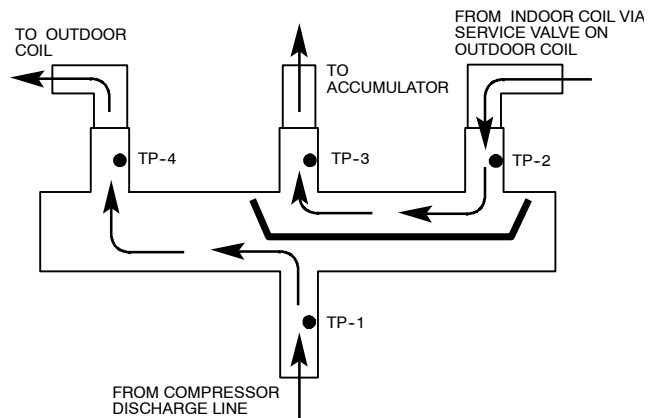 TO OUTDOOR
COIL
TO
ACCUMULATOR
FROM INDOOR COIL VIA
SERVICE VALVE ON
OUTDOOR COIL
TP-4
TP-3
TP-2
TP-1
FROM COMPRESSOR
DISCHARGE LINE